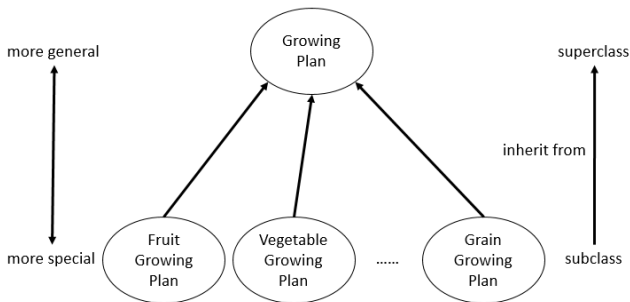 Growing
Plan
more general
superclass
inherit from
Fruit
Growing
Plan
Vegetable
Growing
Plan
......
Grain
Growing
Plan
more special
subclass